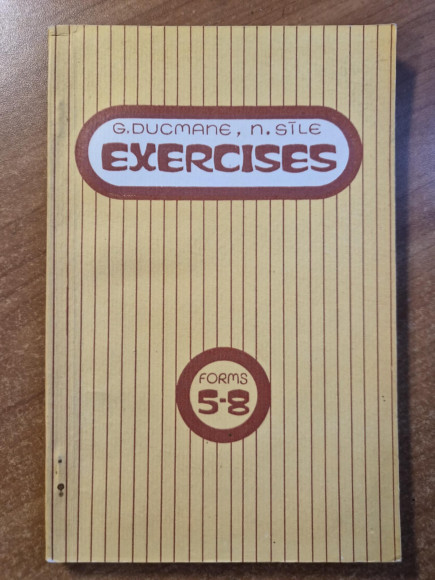 G. DUCMANE, N. SĪLE
EXERCISES
FORMS
5-8